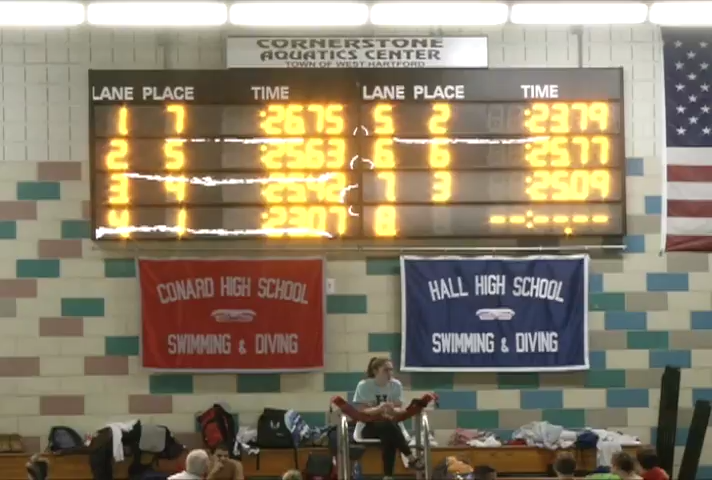 CORNERSTONE
AQUATICS CENTER
TOWN OF WEST HARTFORD
LANE PLACE TIME LANE PLACE TIME
1 7 :26.75 5 2 :23.79
2 5 :25.63 6 6 :25.77
3 4 7 3 :25.09
4 1 :23.07 8 --:--.--
CONARD HIGH SCHOOL
SWIMMING & DIVING
HALL HIGH SCHOOL
SWIMMING & DIVING
H